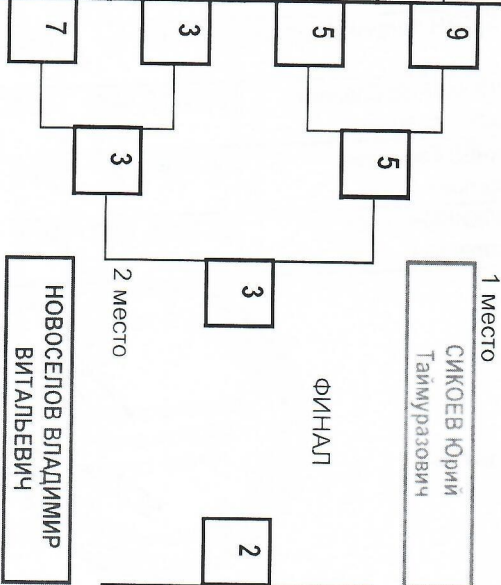 1 место
9
СИКОЕВ Юрий
Таймуразович
5
5
ФИНАЛ
3
2
3
3
2 место
7
НОВОСЕЛОВ ВЛАДИМИР
ВИТАЛЬЕВИЧ